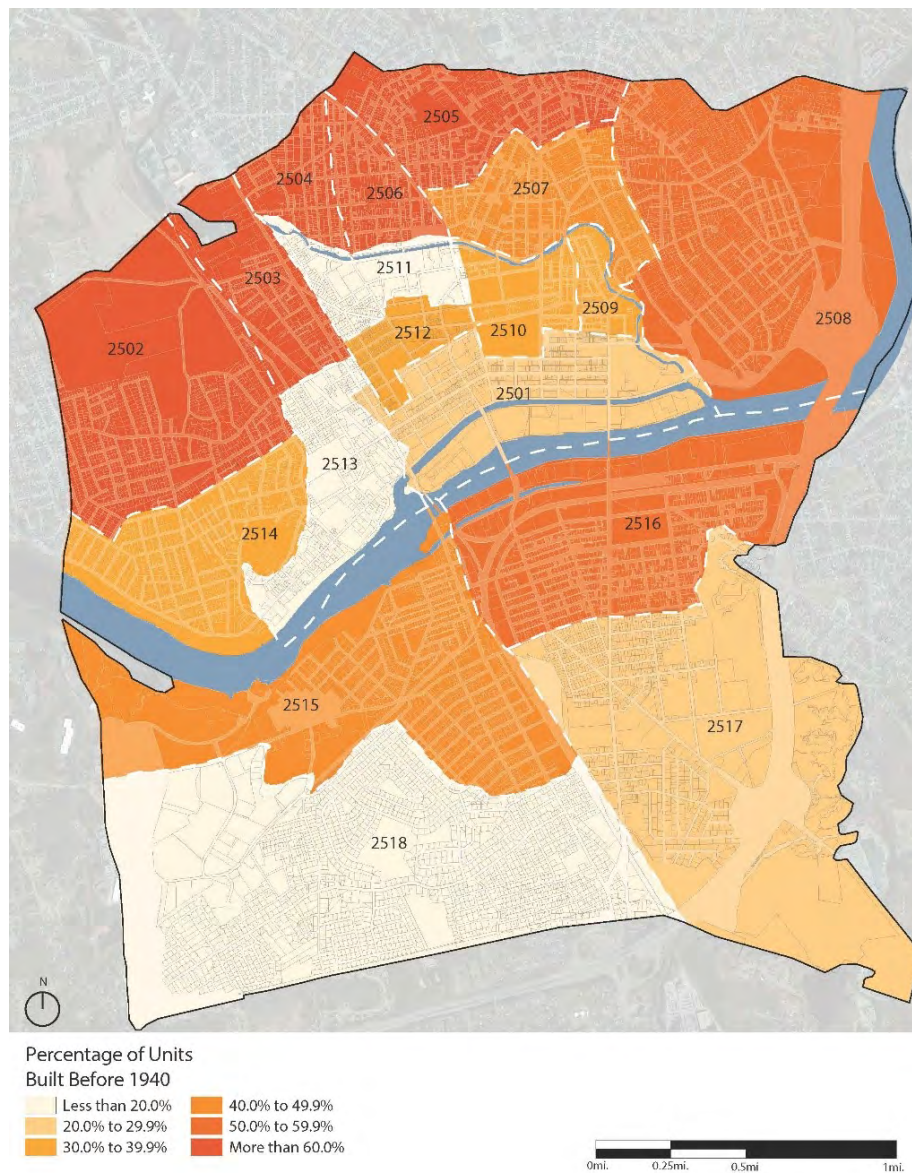 2505
2504
2506
2507
2503
2511
2502
2512
2510
2509
2508
2501
2513
2514
2516
2515
2517
2518
N
Percentage of Units
Built Before 1940
Less than 20.0%
20.0% to 29.9%
30.0% to 39.9%
40.0% to 49.9%
50.0% to 59.9%
More than 60.0%
0mi. 0.25mi. 0.5mi 1mi.